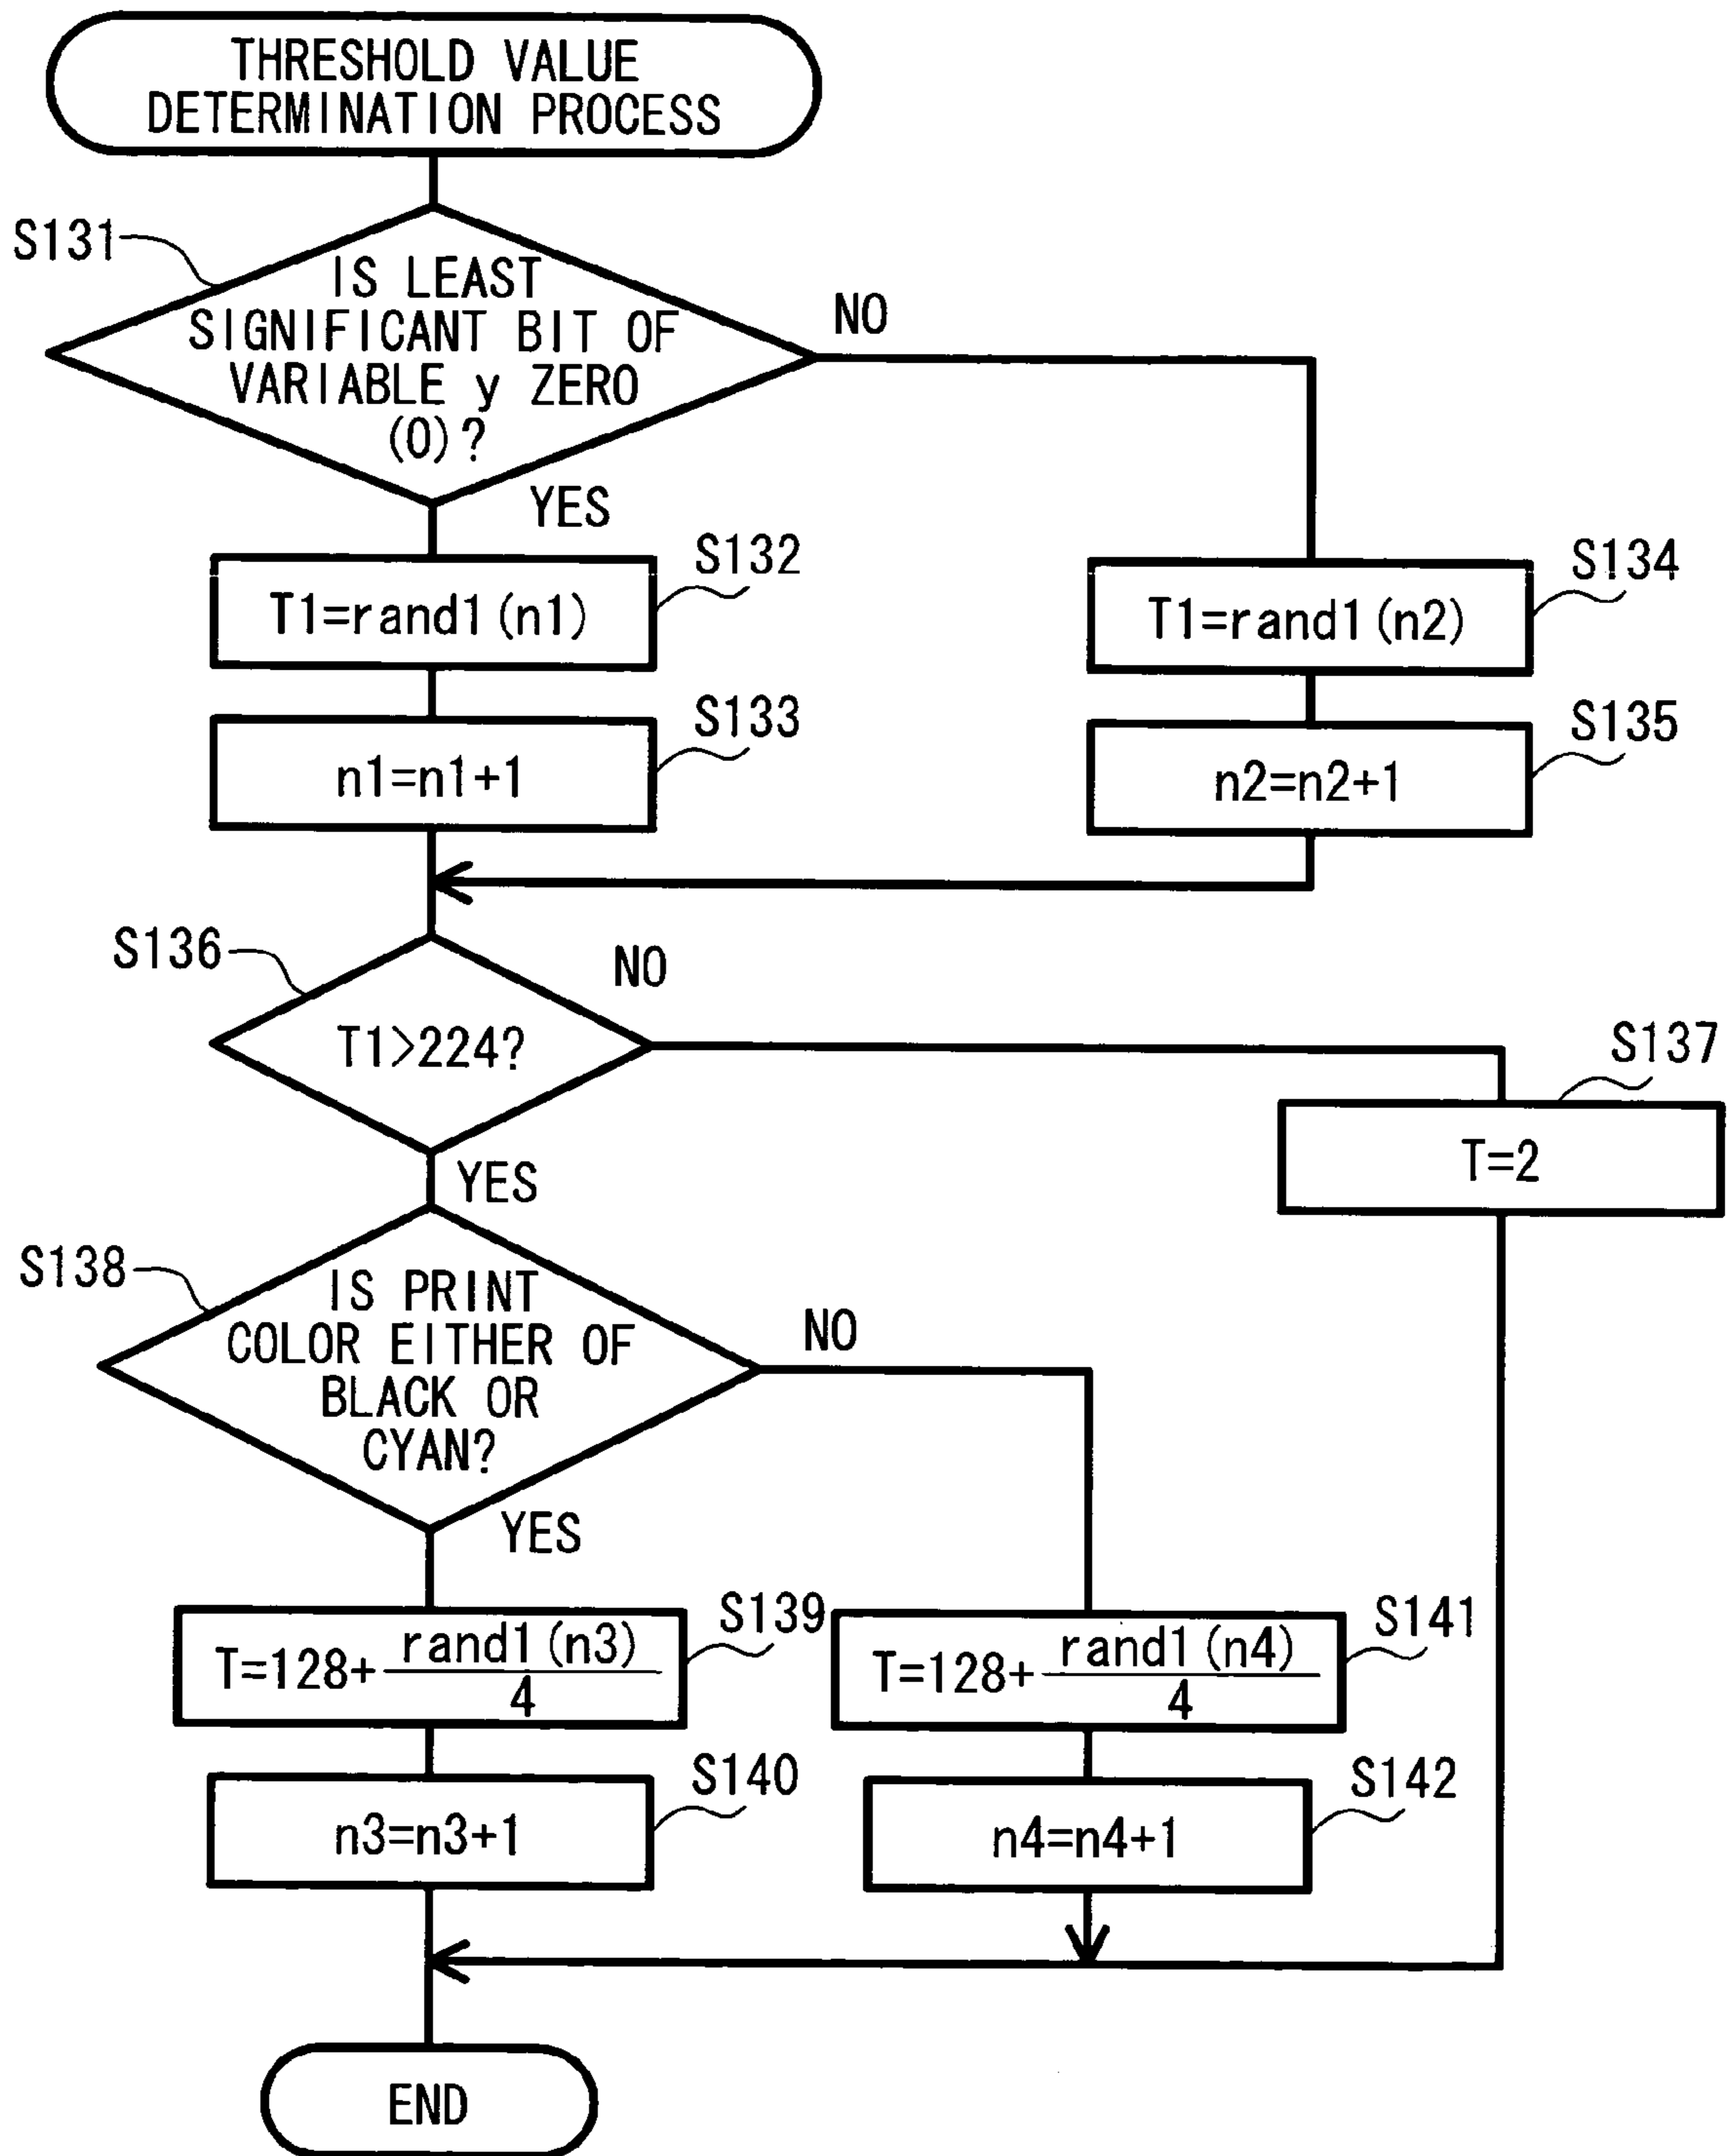 THRESHOLD VALUE
DETERMINATION PROCESS
S131
IS LEAST
SIGNIFICANT BIT OF
VARIABLE y ZERO
(0)?
NO
YES
S132
T1=rand1(n1)
S134
T1=rand1(n2)
S133
n1=n1+1
S135
n2=n2+1
S136
T1>224?
NO
YES
S137
T=2
S138
IS PRINT
COLOR EITHER OF
BLACK OR
CYAN?
NO
YES
S139
T=128+rand1(n3)/4
S141
T=128+rand1(n4)/4
S140
n3=n3+1
S142
n4=n4+1
END